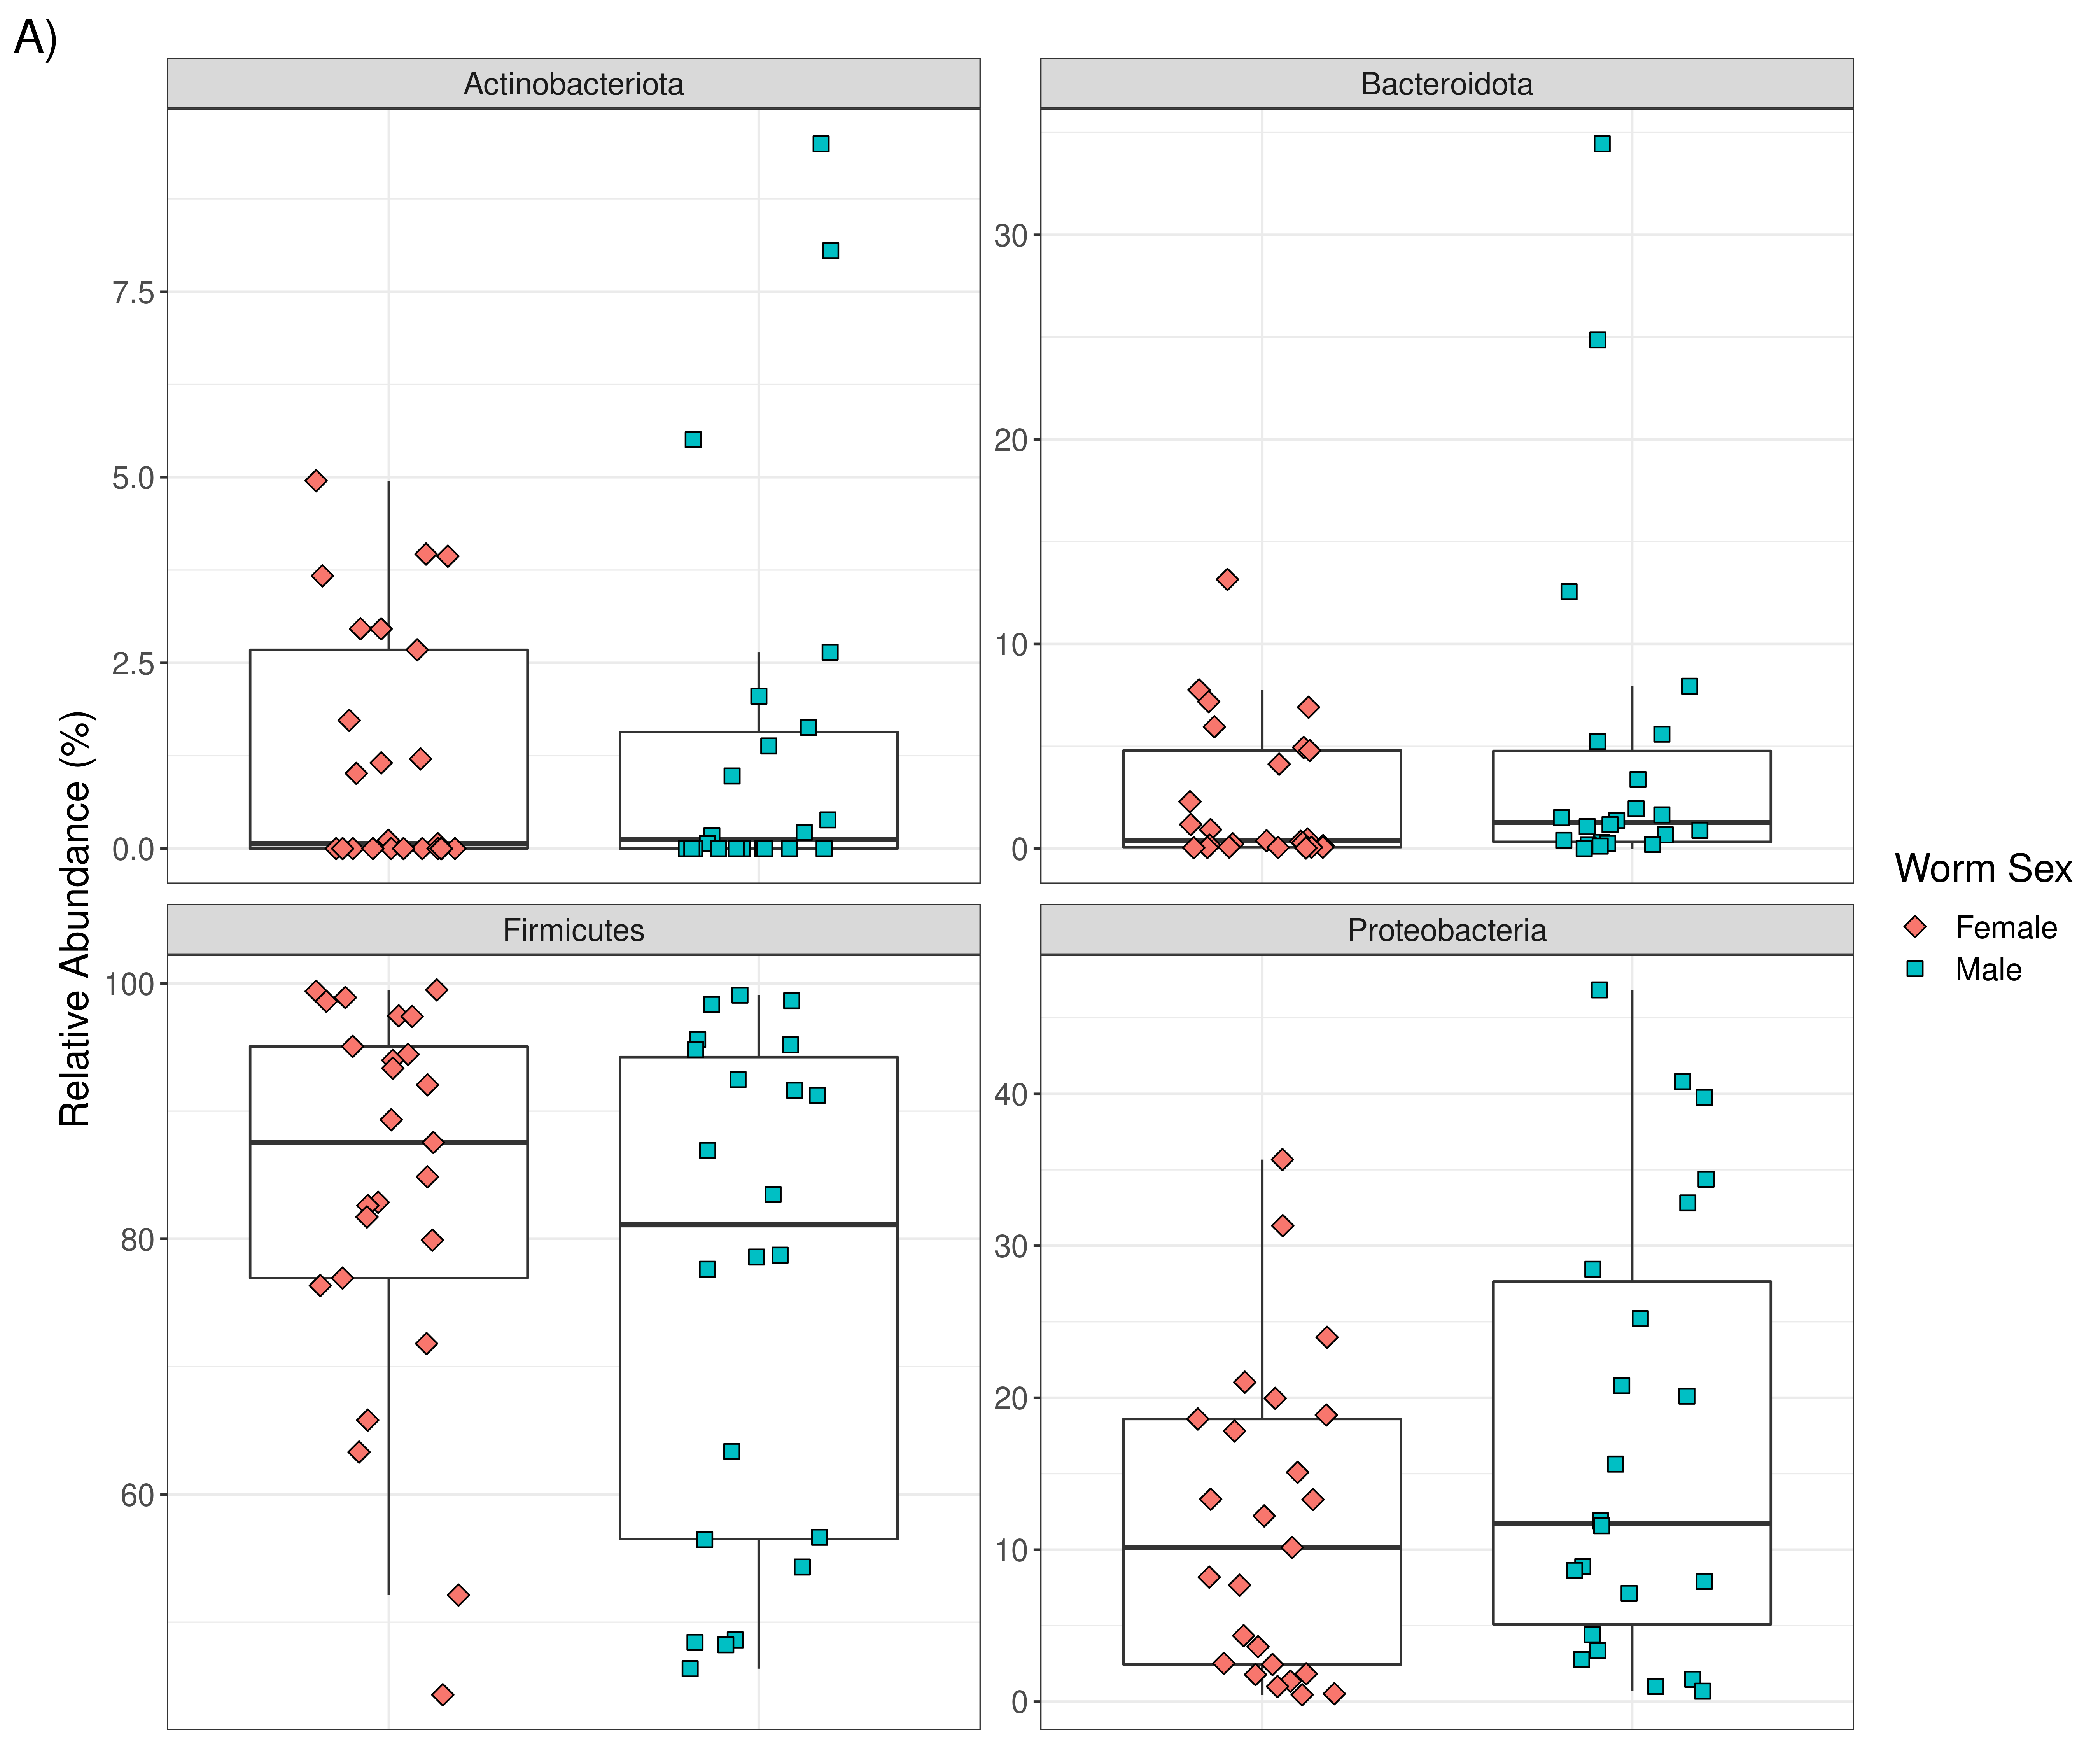 A)
Actinobacteriota
Bacteroidota
7.5
5.0
2.5
0.0
30
20
10
0
Relative Abundance (%)
Firmicutes
Proteobacteria
100
80
60
40
30
20
10
0
Worm Sex
Female
Male